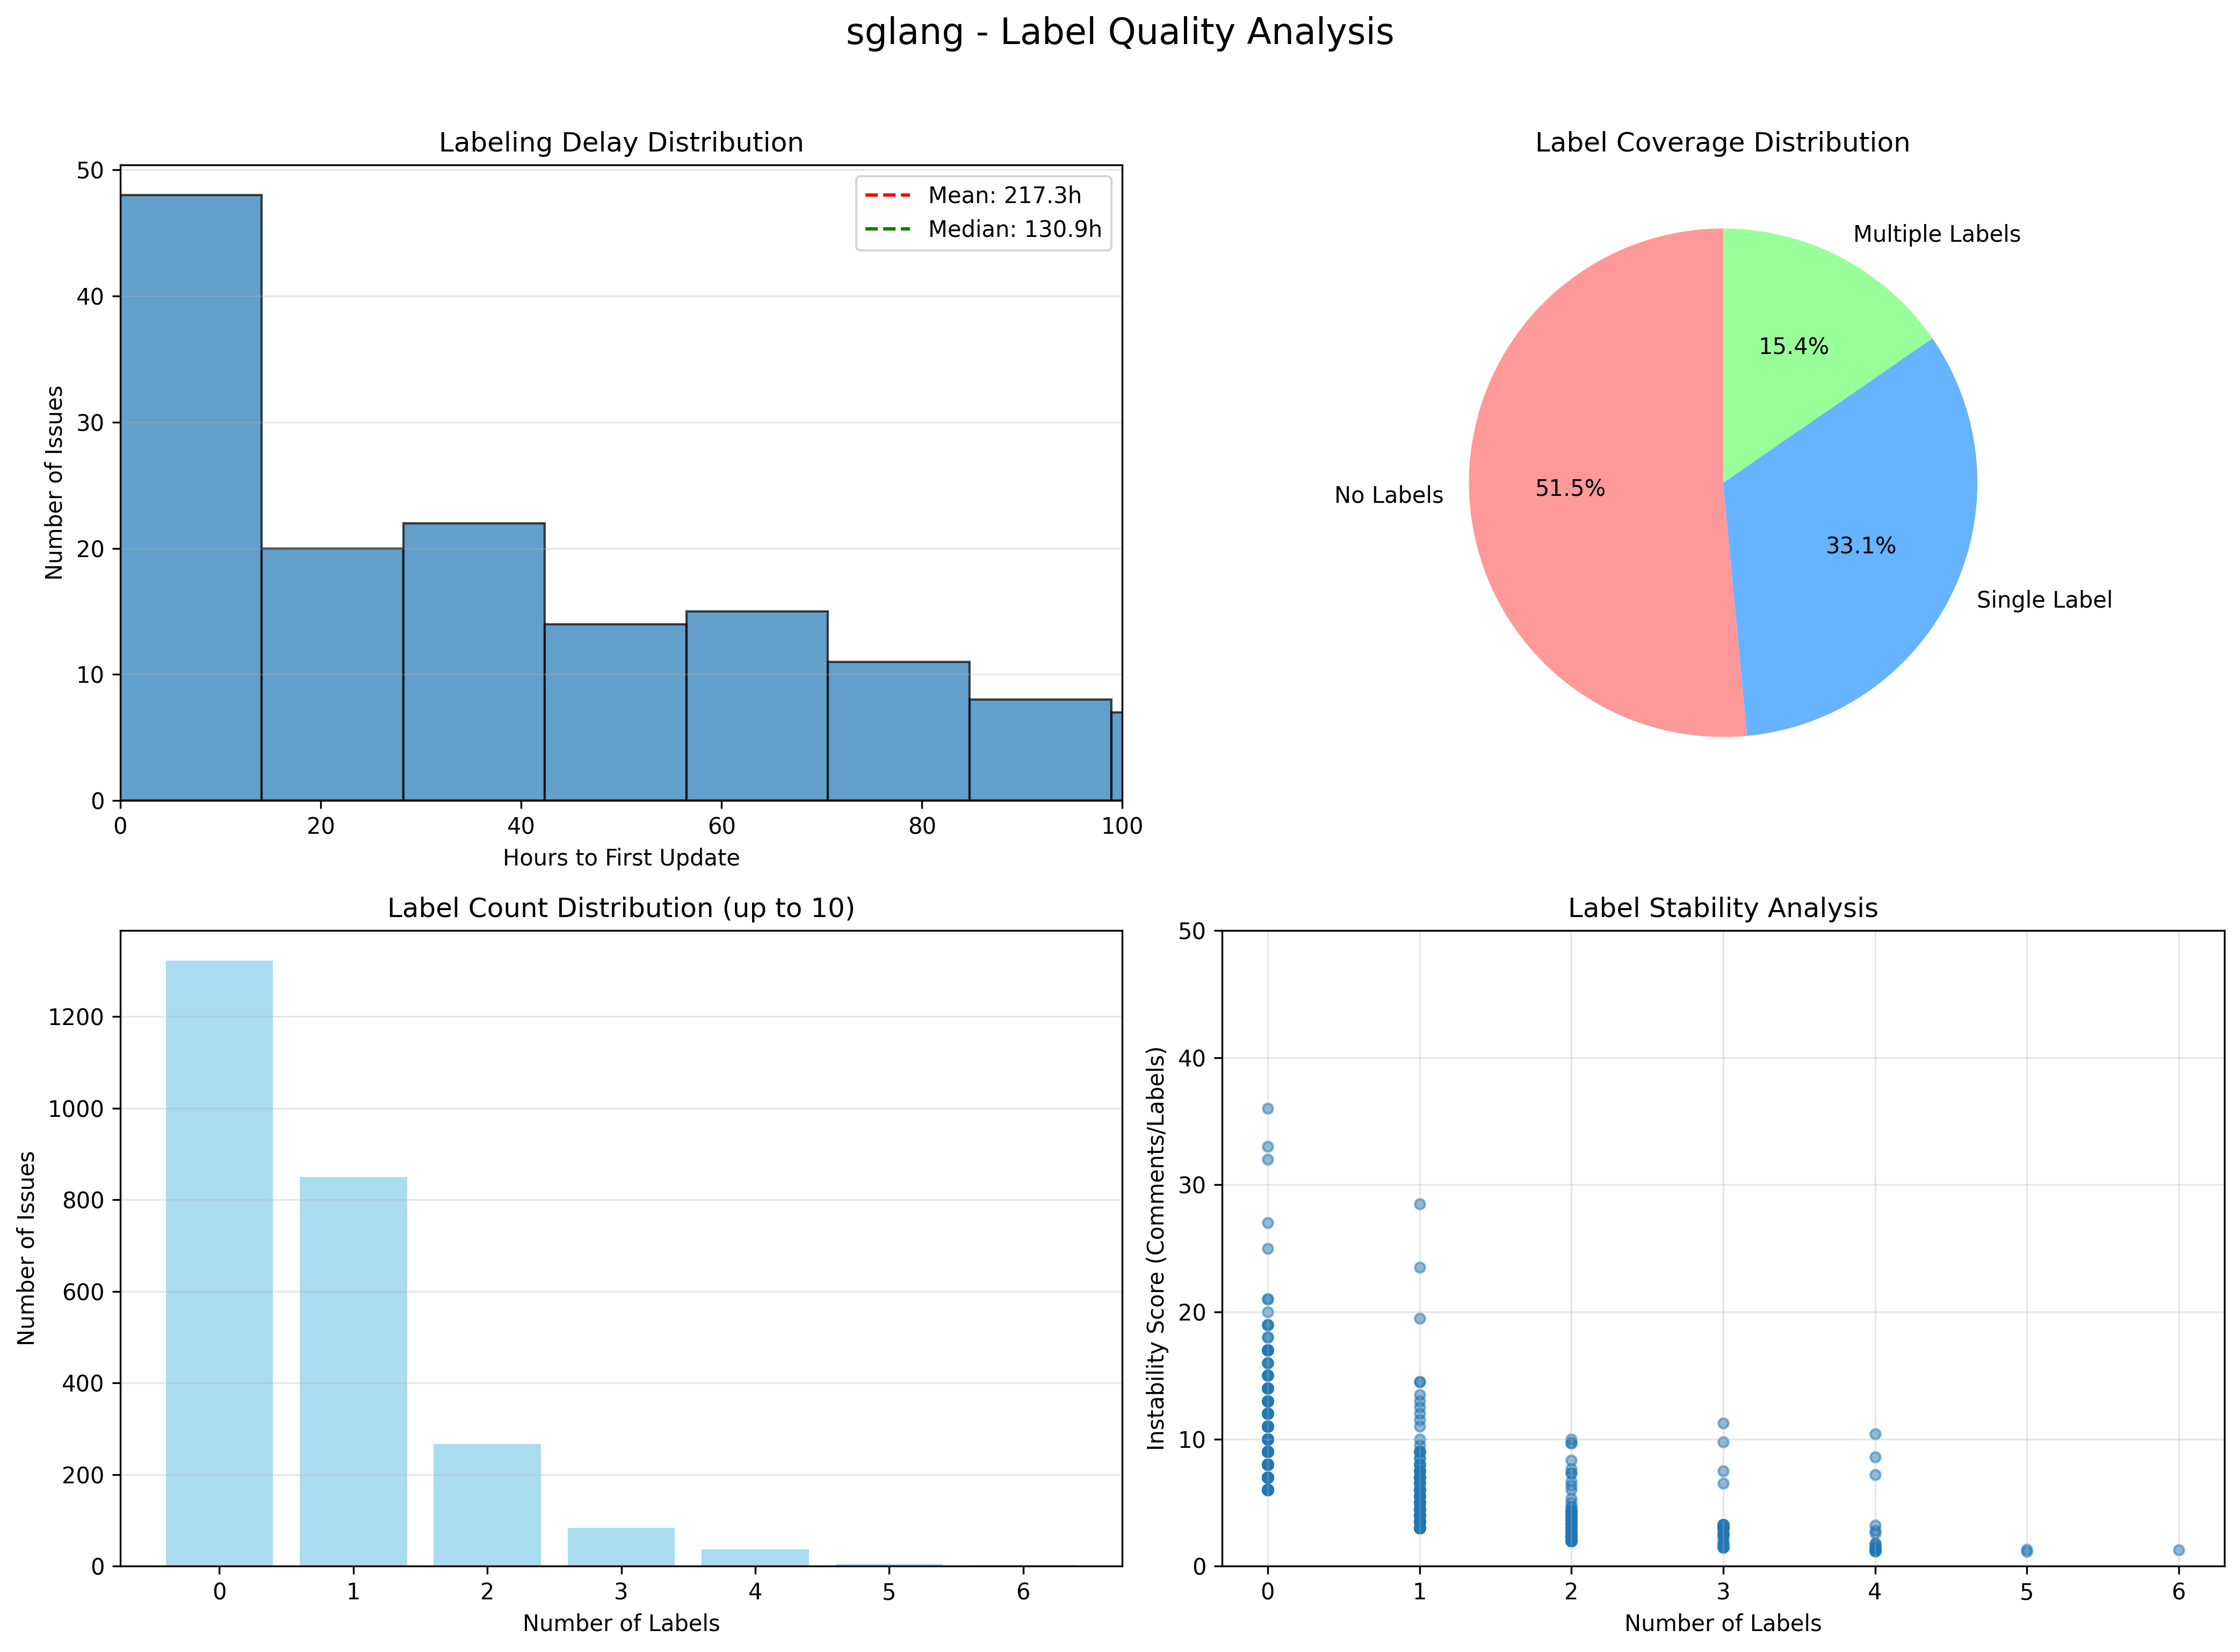 sglang - Label Quality Analysis
Labeling Delay Distribution
50
40
30
20
10
0
Number of Issues
Mean: 217.3h
Median: 130.9h
0 20 40 60 80 100
Hours to First Update
Label Coverage Distribution
Multiple Labels
15.4%
No Labels
51.5%
33.1%
Single Label
Label Count Distribution (up to 10)
1200
1000
800
600
400
200
0
Number of Issues
0 1 2 3 4 5 6
Number of Labels
Label Stability Analysis
50
40
30
20
10
0
Instability Score (Comments/Labels)
0 1 2 3 4 5 6
Number of Labels